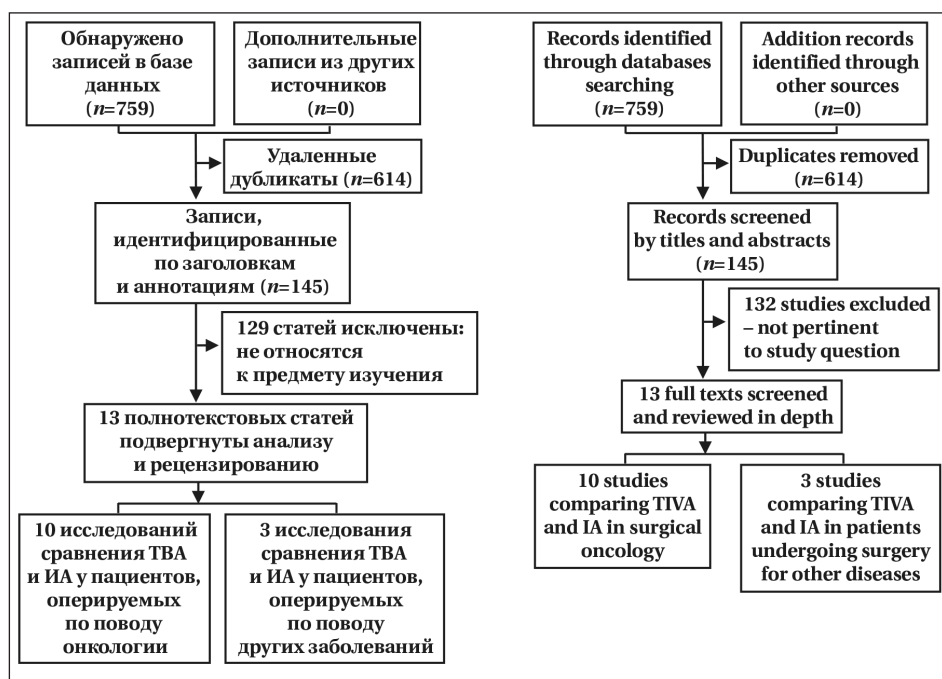 Обнаружено
записей в базе
данных
(n=759)
Дополнительные
записи из других
источников
(n=0)
Удаленные
дубликаты (n=614)
Записи,
идентифицированные
по заголовкам
и аннотациям (n=145)
129 статей исключены:
не относятся
к предмету изучения
13 полнотекстовых статей
подвергнуты анализу
и рецензированию
10 исследований
сравнения ТВА
и ИА у пациентов,
оперируемых
по поводу
онкологии
3 исследования
сравнения ТВА
и ИА у пациентов,
оперируемых
по поводу
других заболеваний
Records identified
through databases
searching
(n=759)
Addition records
identified through
other sources
(n=0)
Duplicates removed
(n=614)
Records screened
by titles and abstracts
(n=145)
132 studies excluded
– not pertinent
to study question
13 full texts screened
and reviewed in depth
10 studies
comparing TIVA
and IA in surgical
oncology
3 studies
comparing TIVA
and IA in patients
undergoing surgery
for other diseases